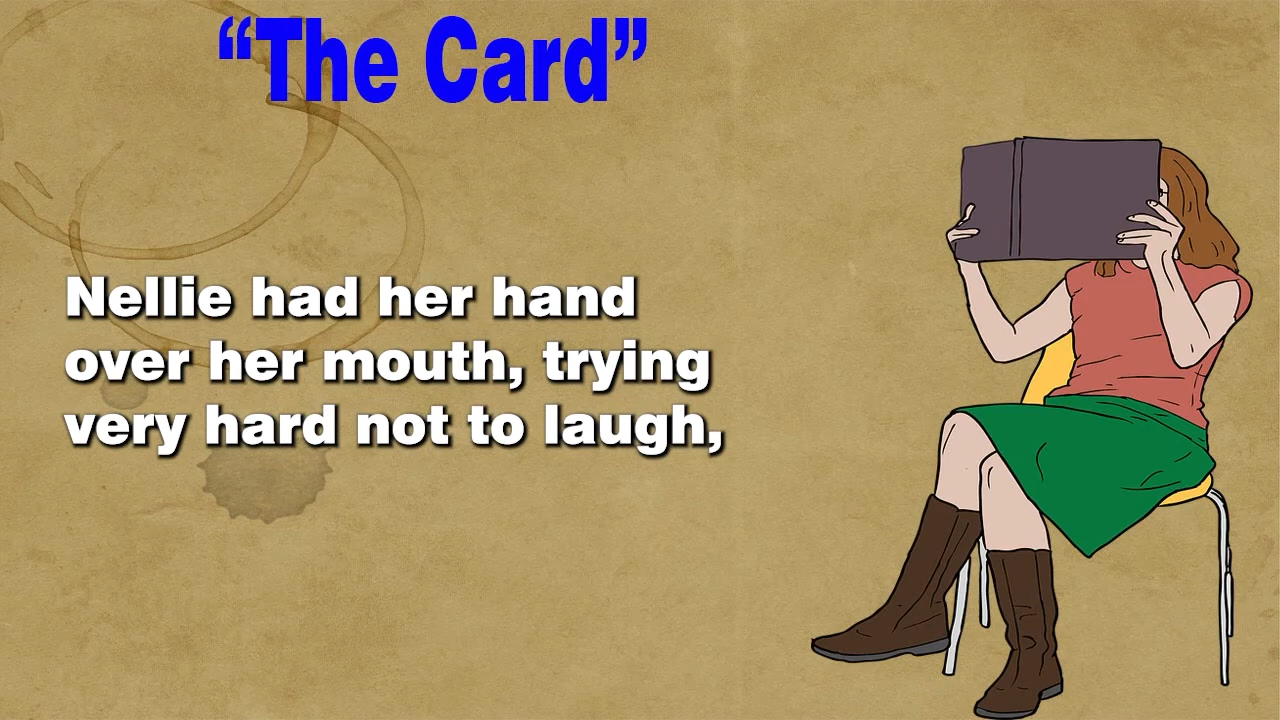 “The Card”
Nellie had her hand
over her mouth, trying
very hard not to laugh,